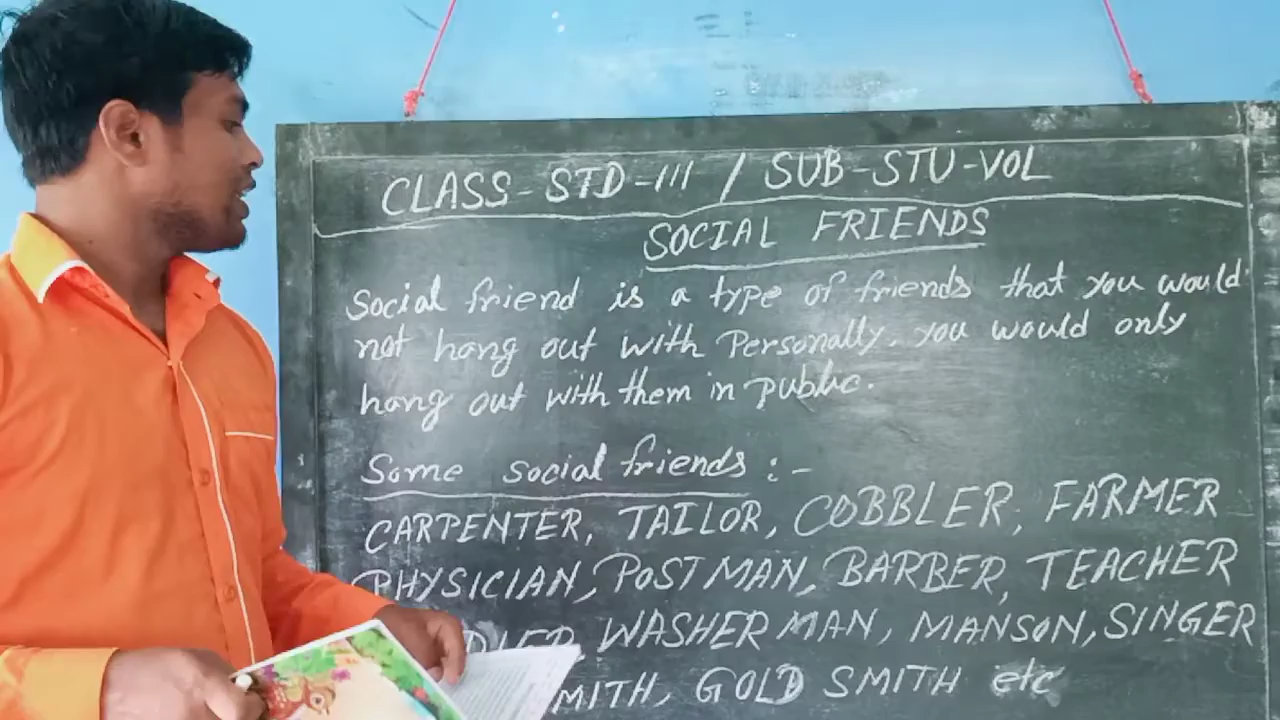 CLASS-STD-III / SUB-STU-VOL
SOCIAL FRIENDS
Social friend is a type of friends that you would
not hang out with Personally. you would only
hang out with them in public.
Some social friends :-
CARPENTER, TAILOR, COBBLER, FARMER
PHYSICIAN, POSTMAN, BARBER, TEACHER
WASHER MAN, MANSON, SINGER
GOLD SMITH etc